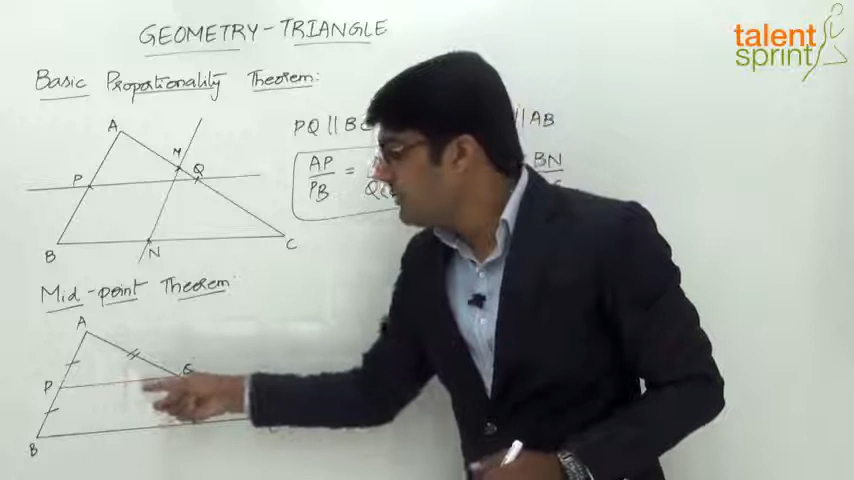 GEOMETRY - TRIANGLE
talent
sprint
Basic Proportionality Theorem:
A
M
P
Q
B
N
C
PQ || BC
|| AB
AP
PB
=
BN
Mid-point Theorem:
A
P
B